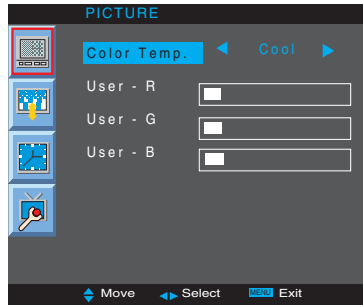 PICTURE
Color Temp. Cool
User - R
User - G
User - B
Move Select MENU Exit